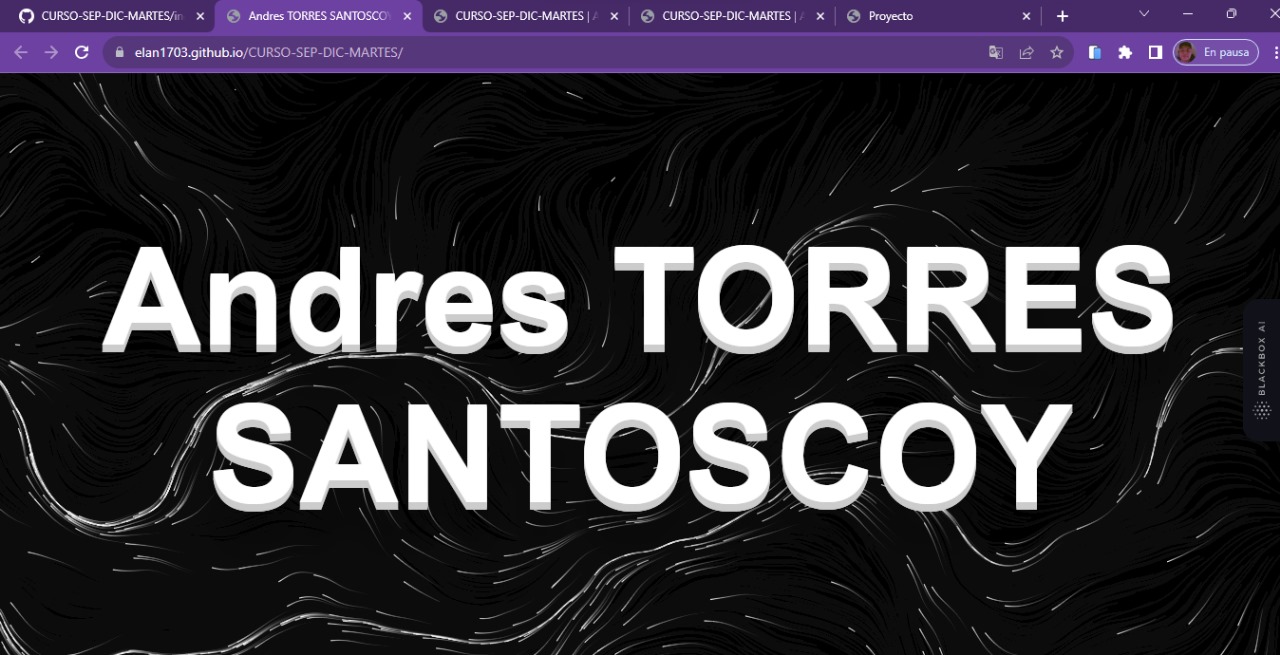 CURSO-SEP-DIC-MARTES/in
Andres TORRES SANTOSCO
CURSO-SEP-DIC-MARTES |
CURSO-SEP-DIC-MARTES |
Proyecto
elan1703.github.io/CURSO-SEP-DIC-MARTES/
En pausa
Andres TORRES
SANTOSCOY
BLACKBOX AI